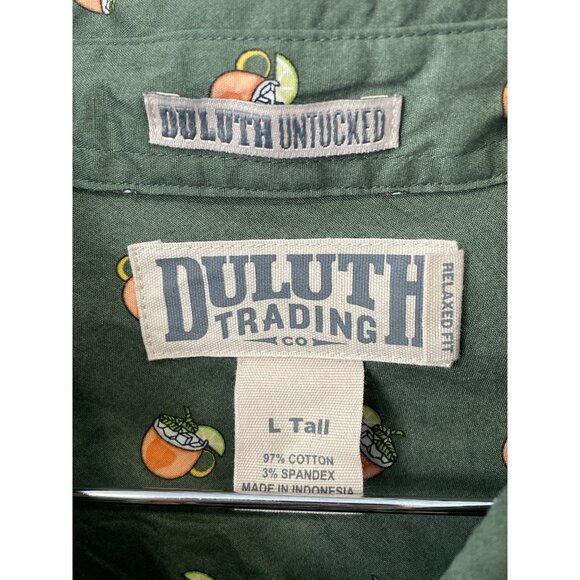 DULUTH UNTUCKED
DULUTH
TRADING
CO
RELAXED FIT
L Tall
97% COTTON
3% SPANDEX
MADE IN INDONESIA